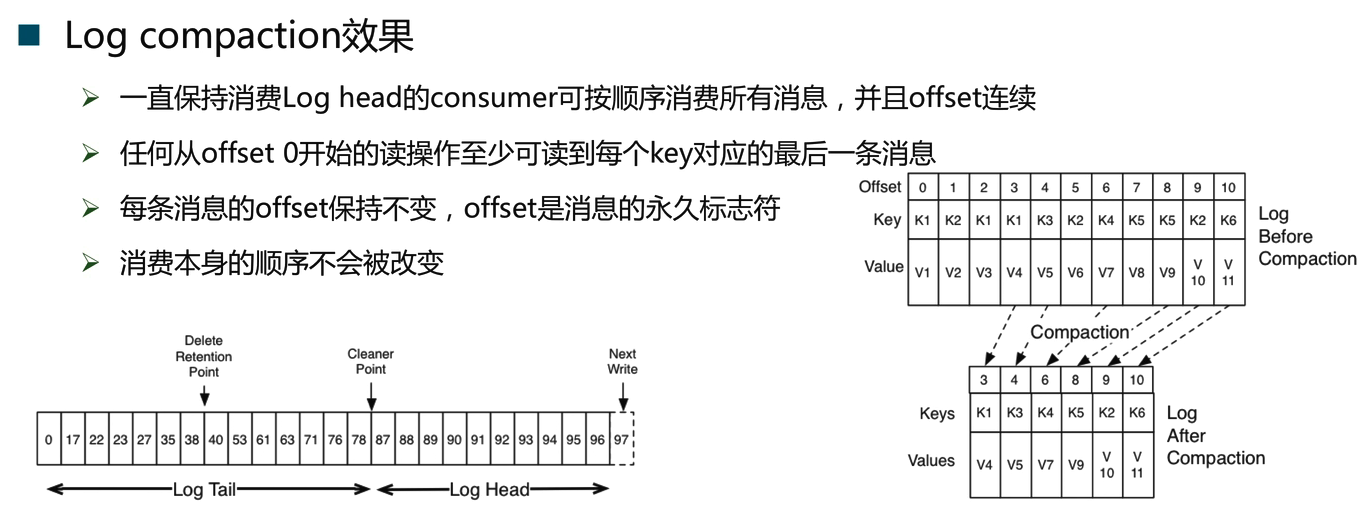 Log compaction效果
一直保持消费Log head的consumer可按顺序消费所有消息，并且offset连续
任何从offset 0开始的读操作至少可读到每个key对应的最后一条消息
每条消息的offset保持不变，offset是消息的永久标志符
消费本身的顺序不会被改变
Offset 0 1 2 3 4 5 6 7 8 9 10
Key K1 K2 K1 K1 K3 K2 K4 K5 K5 K2 K6
Value V1 V2 V3 V4 V5 V6 V7 V8 V9 V 10 V 11
Log
Before
Compaction
Compaction
3 4 6 8 9 10
Keys K1 K3 K4 K5 K2 K6
Values V4 V5 V7 V9 V 10 V 11
Log
After
Compaction
Delete
Retention
Point
Cleaner
Point
Next
Write
0 17 22 23 27 35 38 40 53 61 63 71 76 78 87 88 89 90 91 92 93 94 95 96 97
Log Tail
Log Head